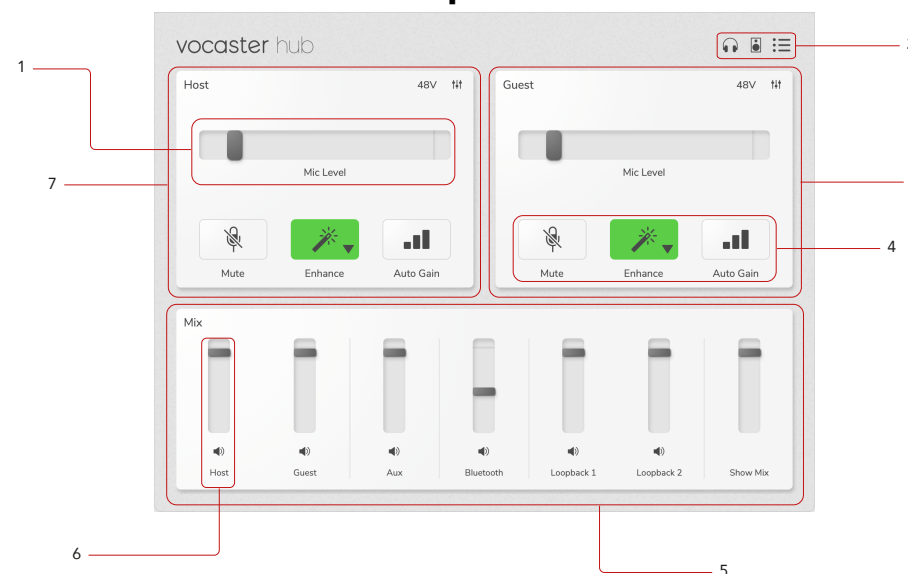 vocaster hub
1
Host 48V
Guest 48V
Mic Level
Mic Level
7
4
Mute Enhance Auto Gain
Mute Enhance Auto Gain
Mix
Host Guest Aux Bluetooth Loopback 1 Loopback 2 Show Mix
6
5